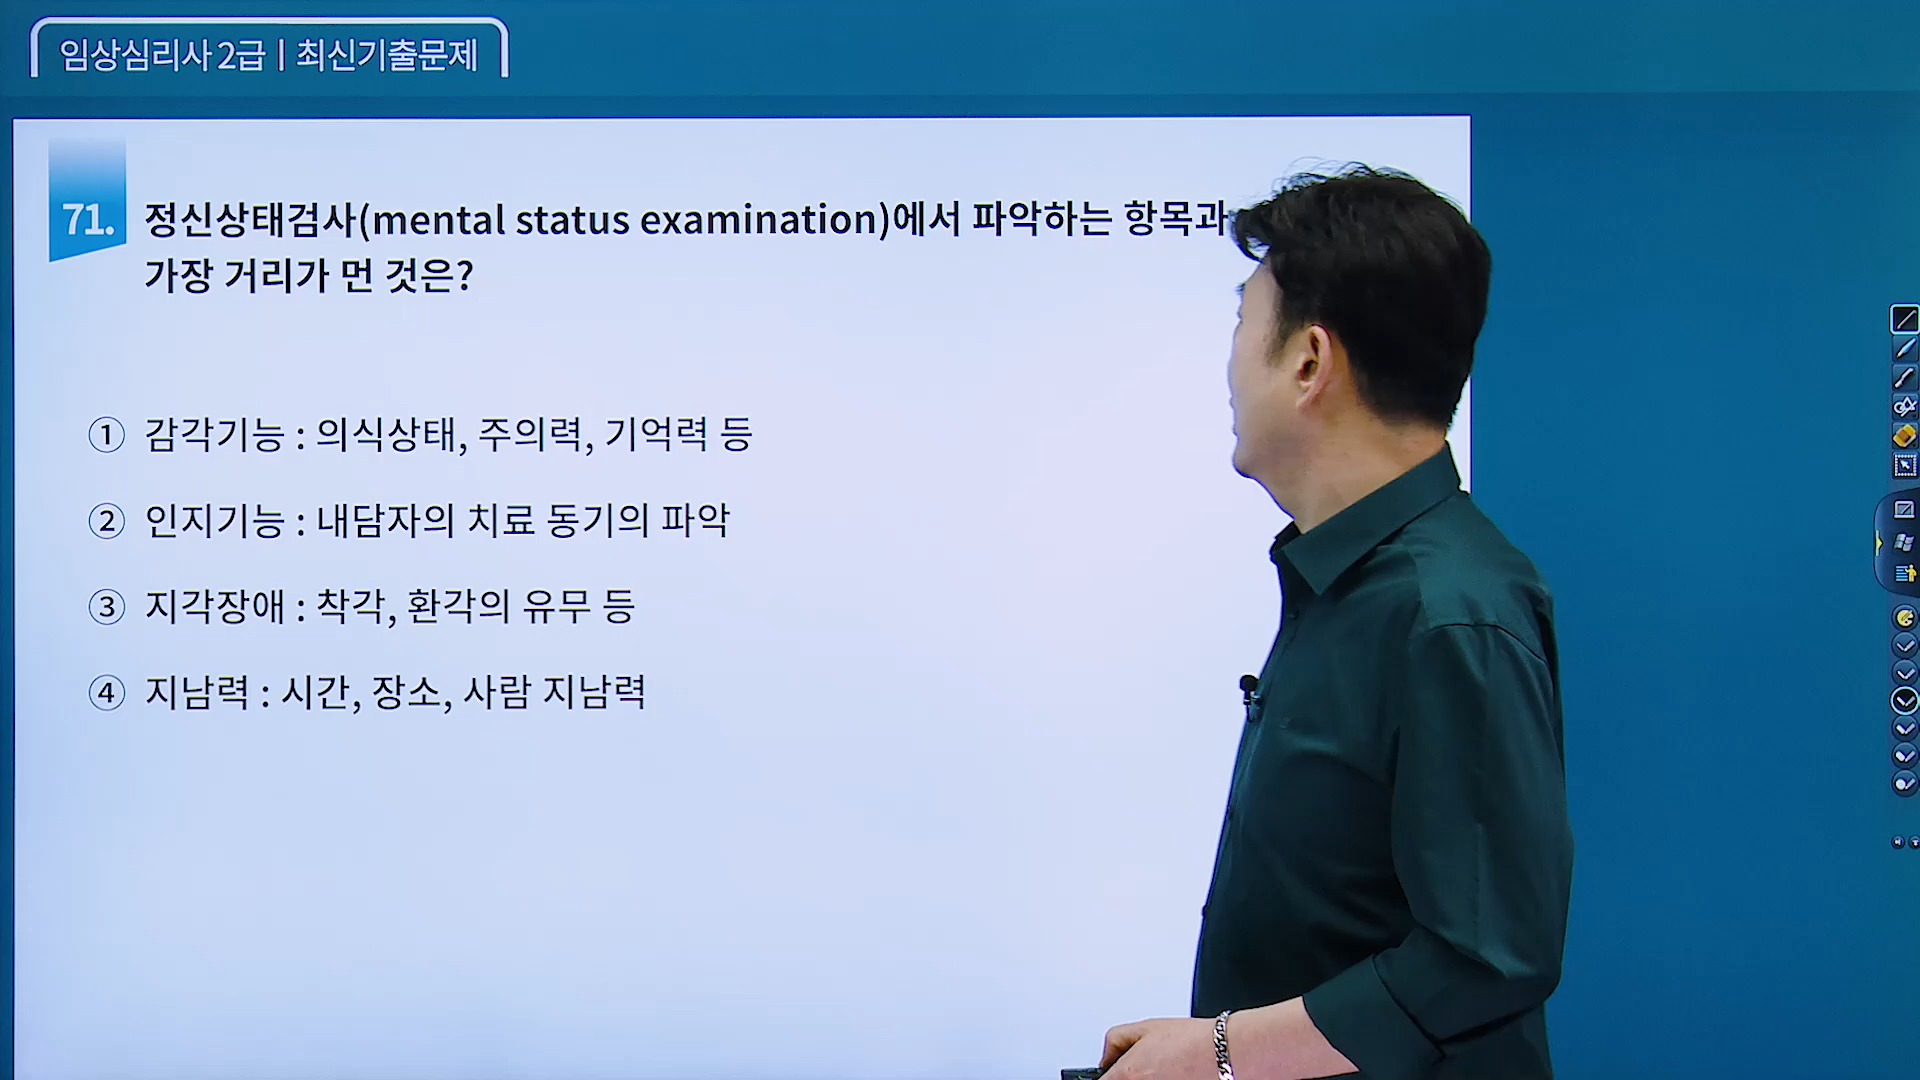 임상심리사 2급 | 최신기출문제
71. 정신상태검사(mental status examination)에서 파악하는 항목과
가장 거리가 먼 것은?
① 감각기능 : 의식상태, 주의력, 기억력 등
② 인지기능 : 내담자의 치료 동기의 파악
③ 지각장애 : 착각, 환각의 유무 등
④ 지남력 : 시간, 장소, 사람 지남력